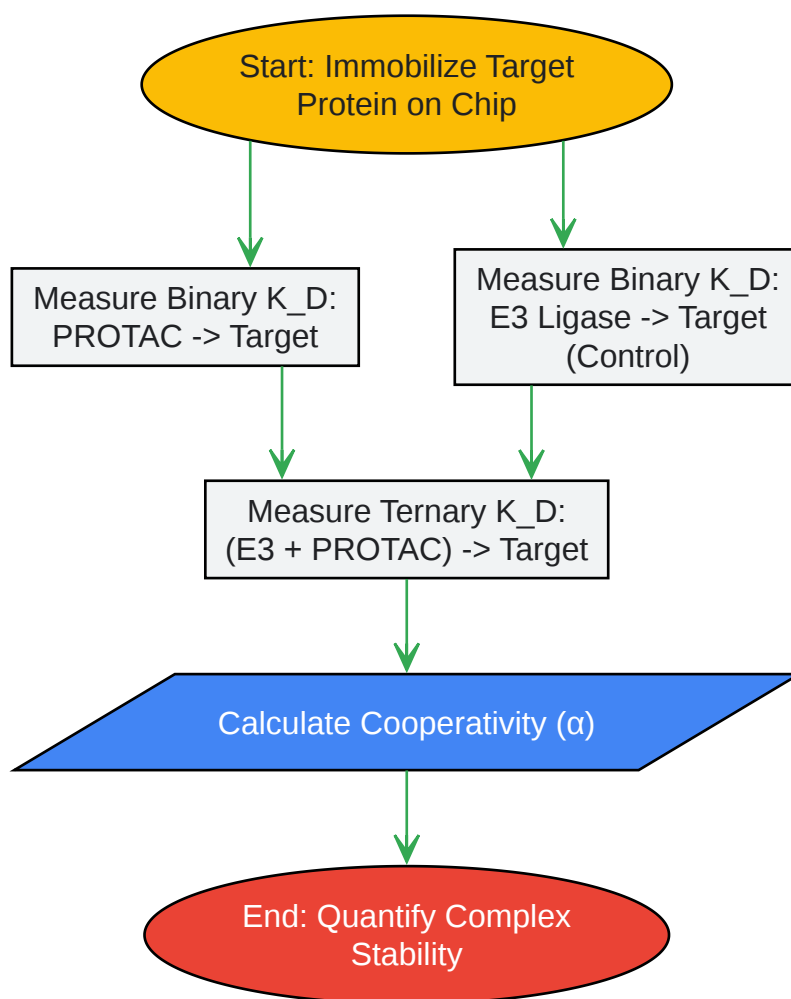 Start: Immobilize Target
Protein on Chip
Measure Binary K_D:
PROTAC -> Target
Measure Binary K_D:
E3 Ligase -> Target
(Control)
Measure Ternary K_D:
(E3 + PROTAC) -> Target
Calculate Cooperativity (α)
End: Quantify Complex
Stability